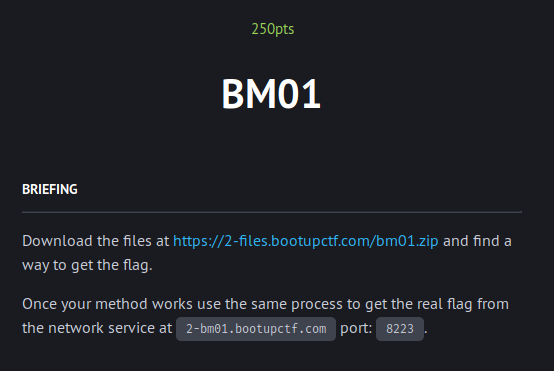 250pts
BM01
BRIEFING
Download the files at https://2-files.bootupctf.com/bm01.zip and find a
way to get the flag.
Once your method works use the same process to get the real flag from
the network service at 2-bm01.bootupctf.com port: 8223.